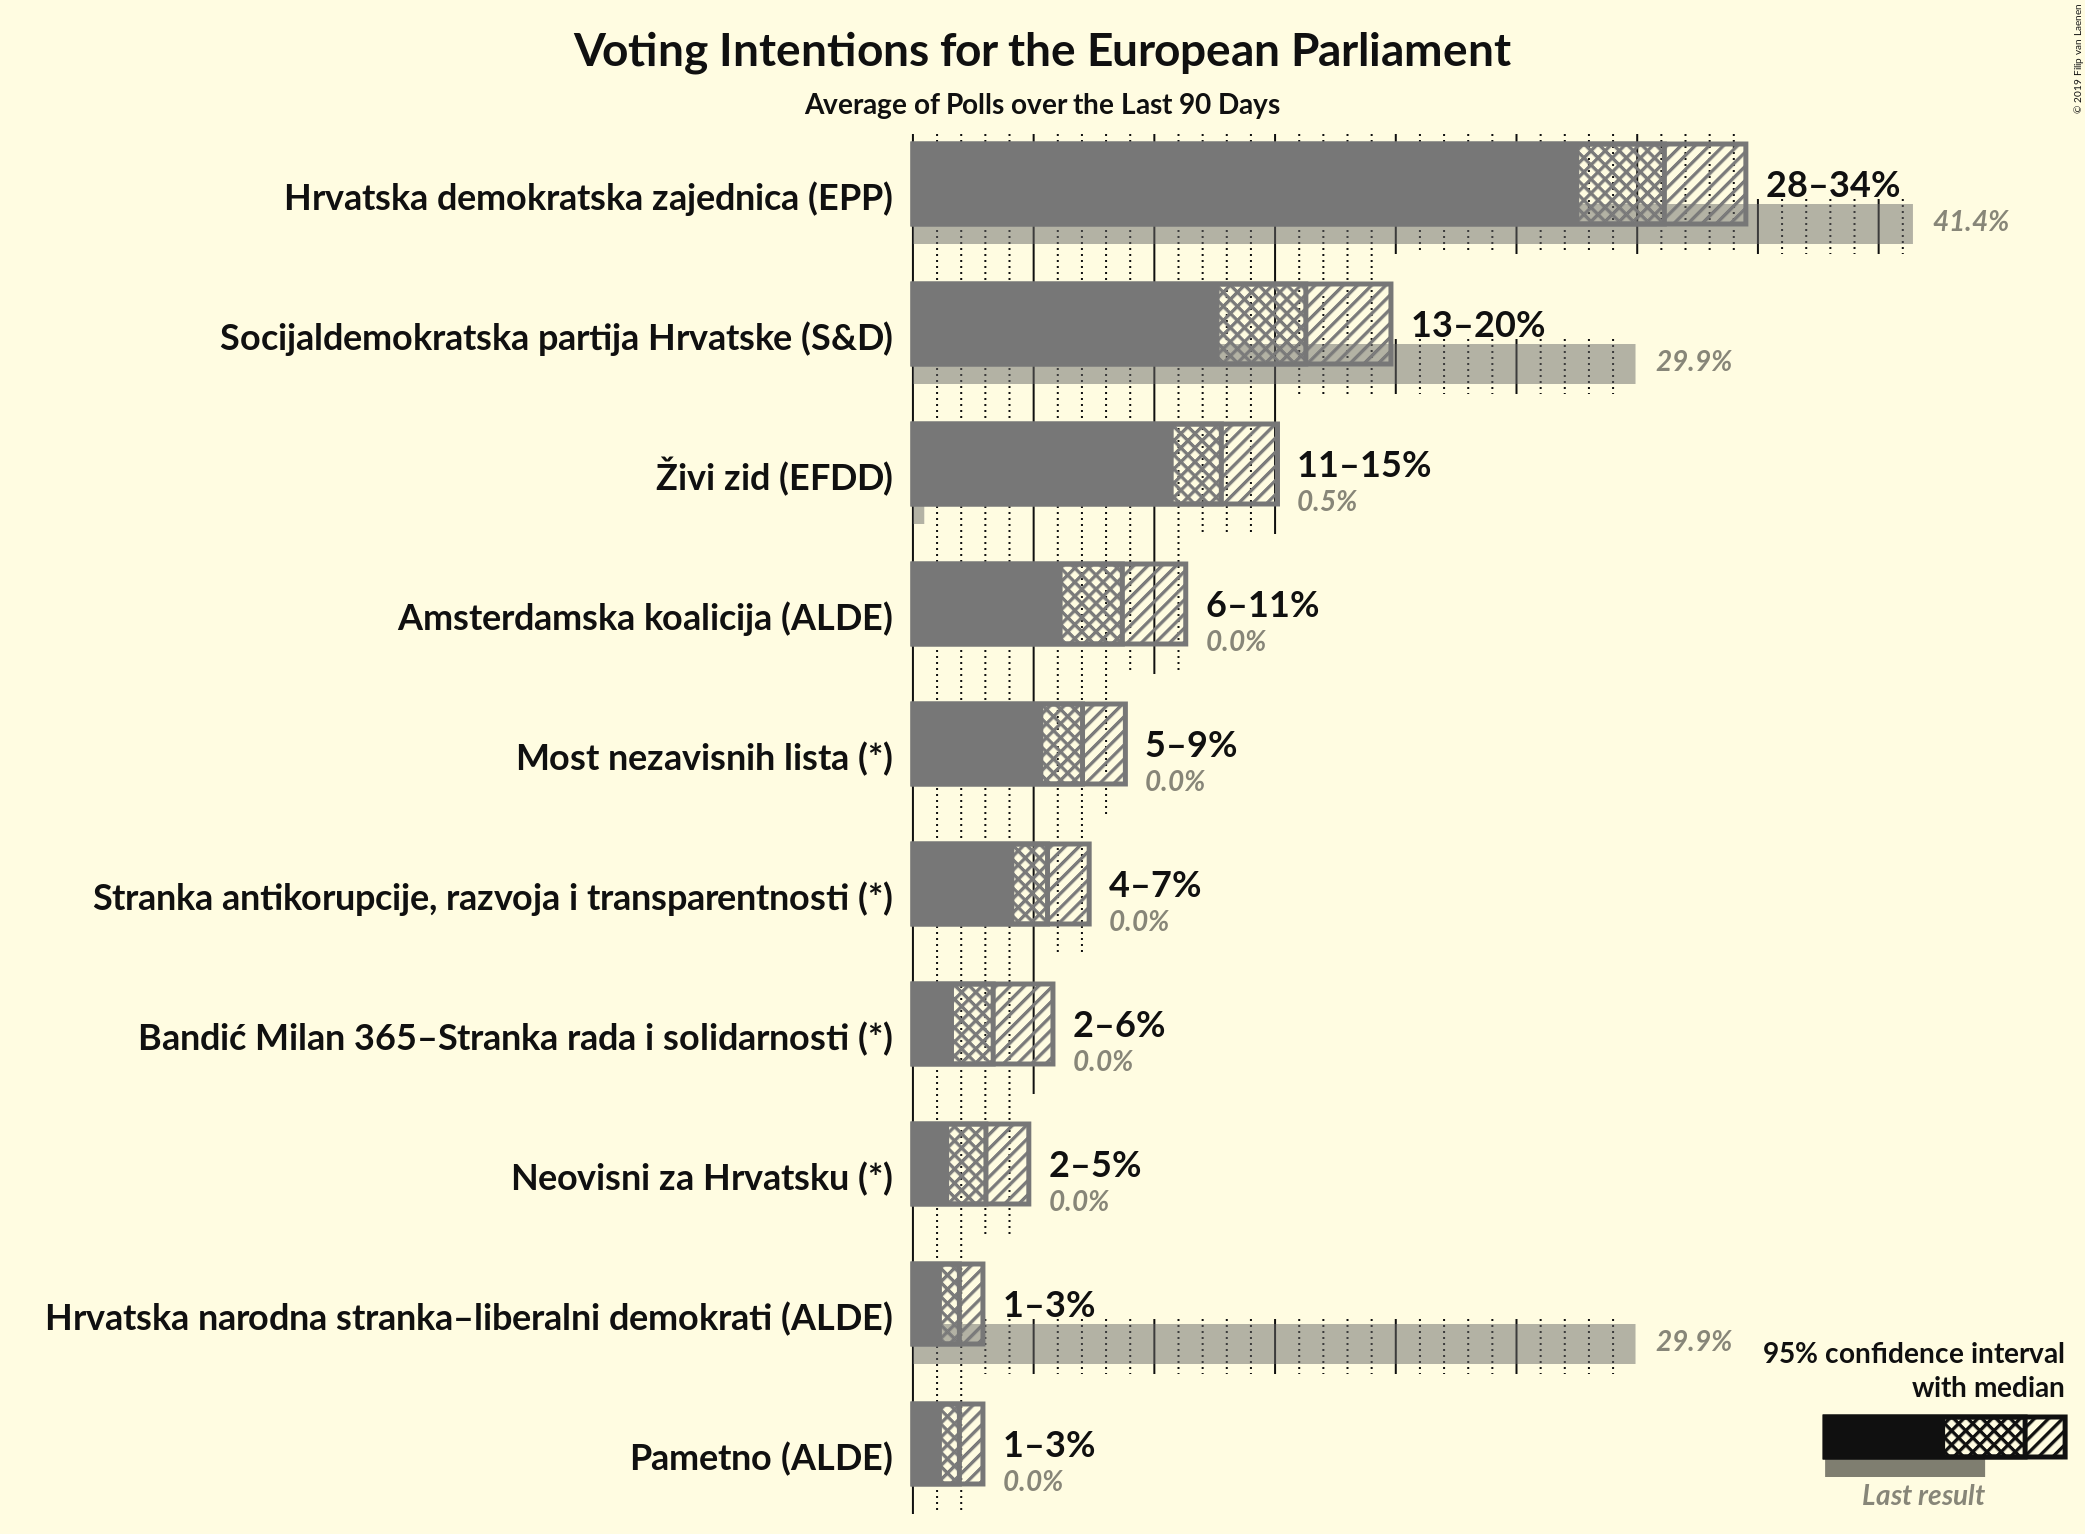 Voting Intentions for the European Parliament
Average of Polls over the Last 90 Days
© 2019 Filip van Laenen
Hrvatska demokratska zajednica (EPP)
28–34%
41.4%
Socijaldemokratska partija Hrvatske (S&D)
13–20%
29.9%
Živi zid (EFDD)
11–15%
0.5%
Amsterdamska koalicija (ALDE)
6–11%
0.0%
Most nezavisnih lista (*)
5–9%
0.0%
Stranka antikorupcije, razvoja i transparentnosti (*)
4–7%
0.0%
Bandić Milan 365–Stranka rada i solidarnosti (*)
2–6%
0.0%
Neovisni za Hrvatsku (*)
2–5%
0.0%
Hrvatska narodna stranka–liberalni demokrati (ALDE)
1–3%
29.9%
Pametno (ALDE)
1–3%
0.0%
95% confidence interval
with median
Last result